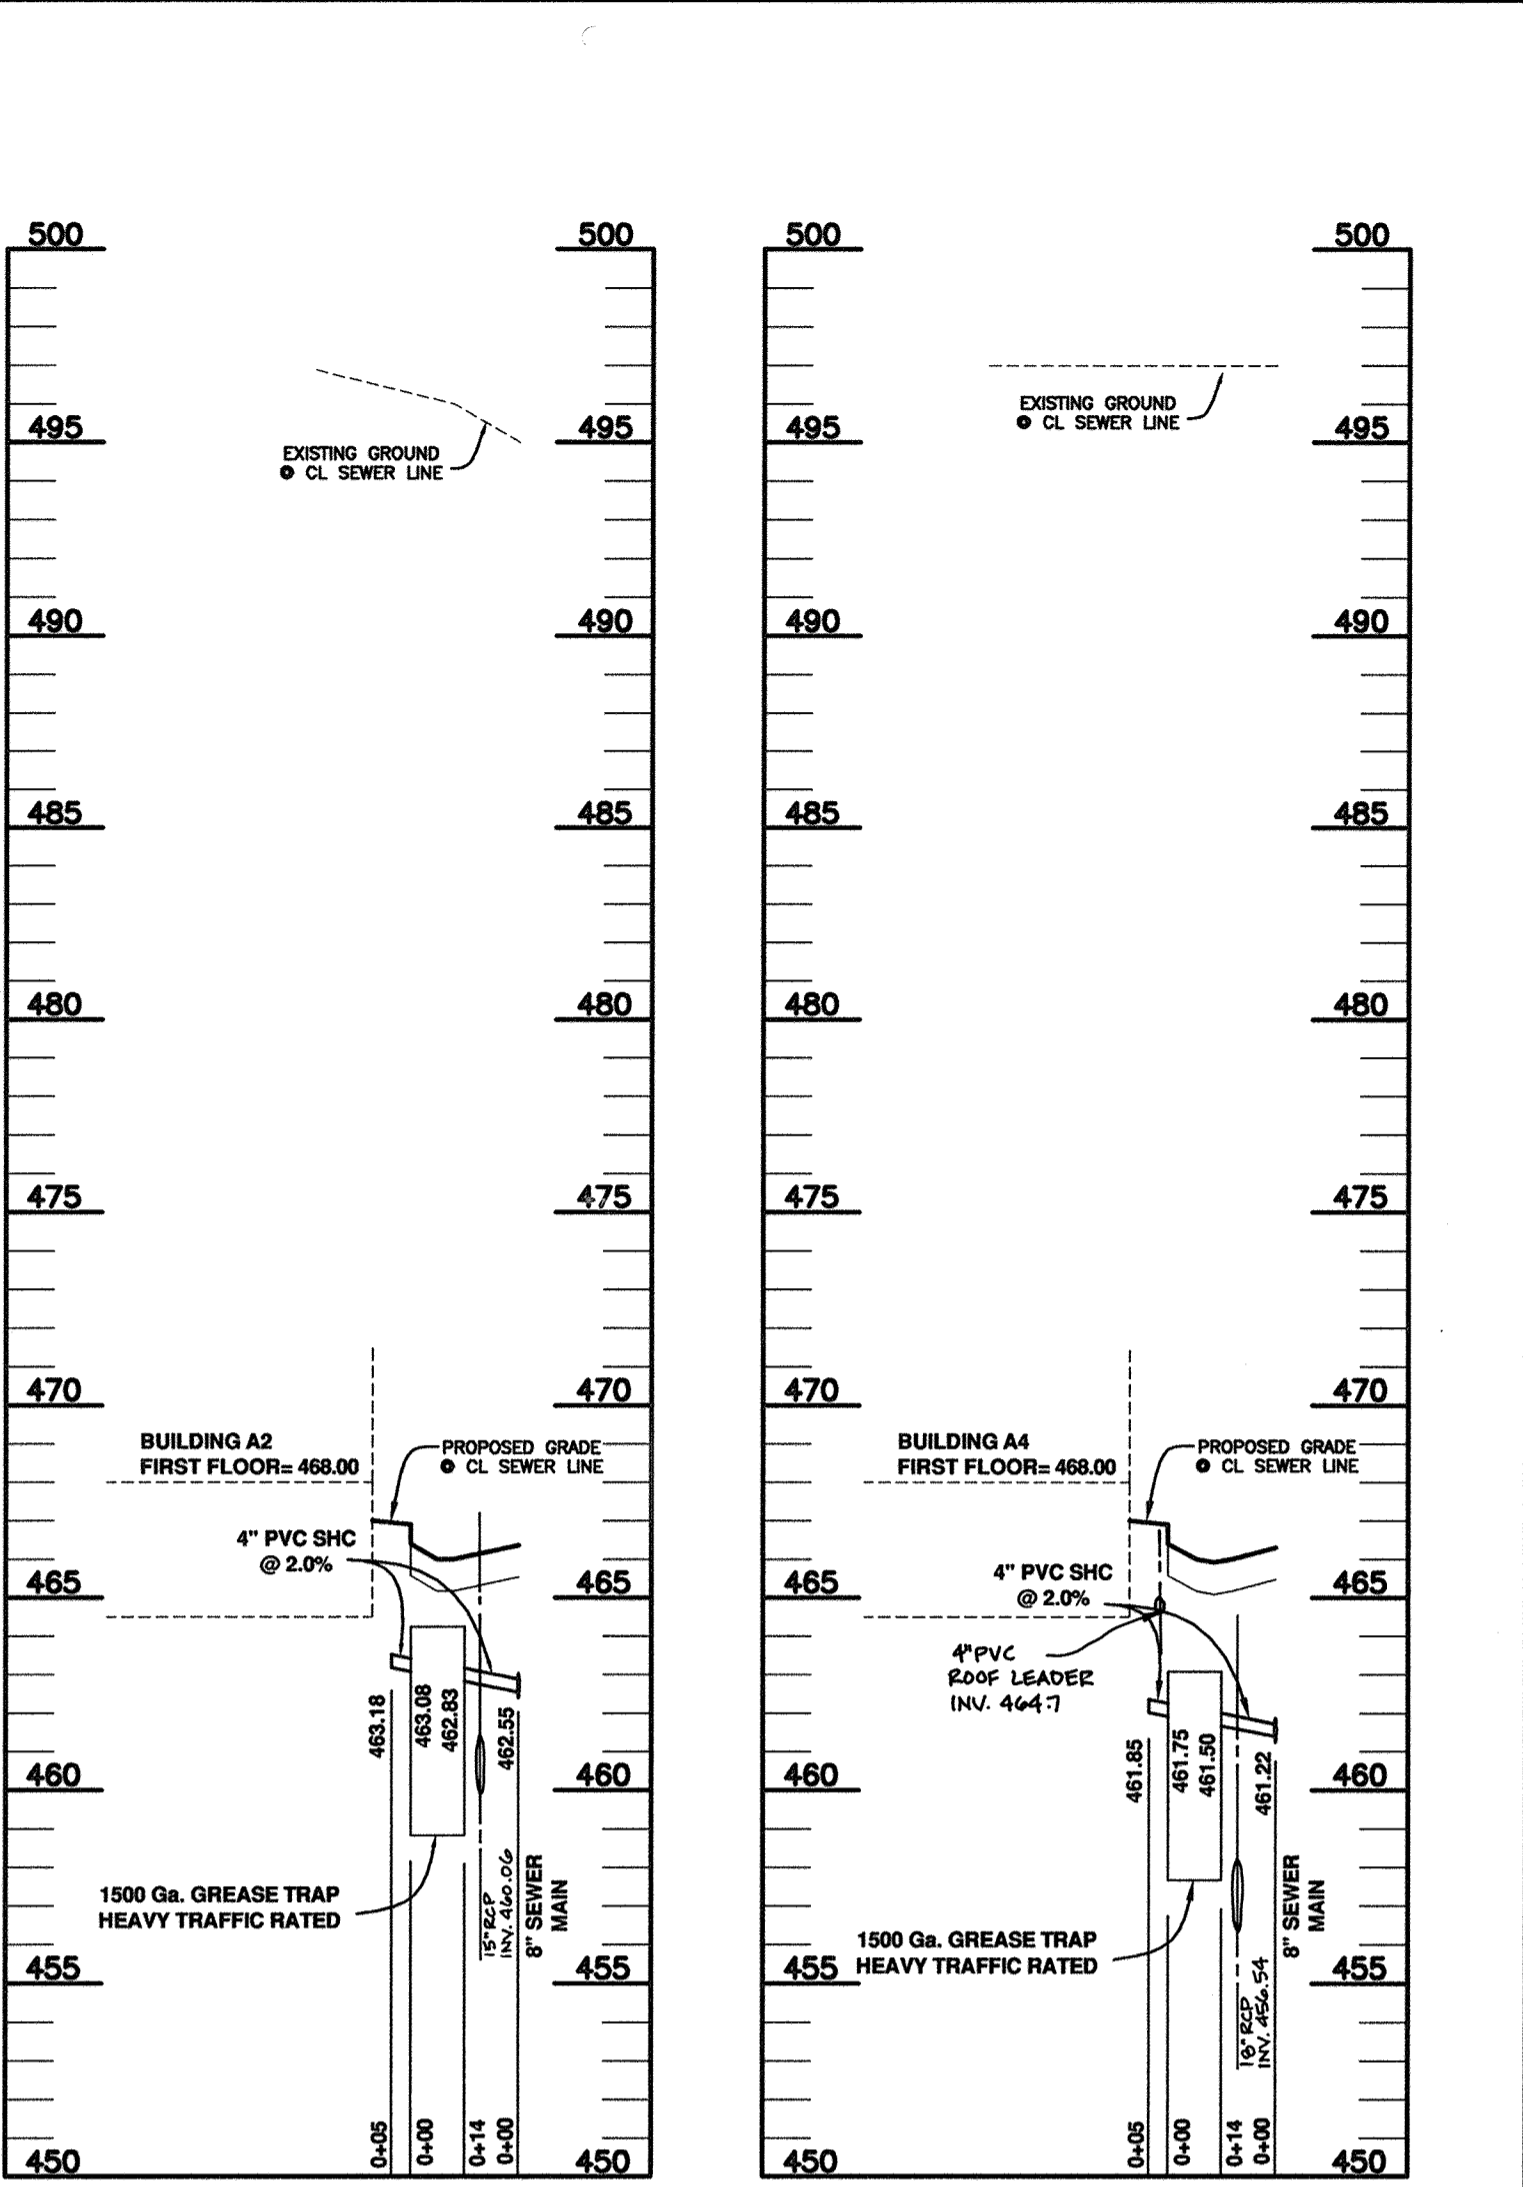 500
500
495
495
490
490
485
485
480
480
475
475
470
470
465
465
460
460
455
455
450
450
EXISTING GROUND
@ CL SEWER LINE
BUILDING A2
FIRST FLOOR= 468.00
PROPOSED GRADE
@ CL SEWER LINE
4" PVC SHC
@ 2.0%
463.18
463.08
462.83
462.55
1500 Ga. GREASE TRAP
HEAVY TRAFFIC RATED
15" RCP
INV. 460.06
8" SEWER
MAIN
0+05
0+00
0+14
0+00
500
500
495
495
490
490
485
485
480
480
475
475
470
470
465
465
460
460
455
455
450
450
EXISTING GROUND
@ CL SEWER LINE
BUILDING A4
FIRST FLOOR= 468.00
PROPOSED GRADE
@ CL SEWER LINE
4" PVC SHC
@ 2.0%
4" PVC
ROOF LEADER
INV. 464.7
461.85
461.75
461.50
461.22
1500 Ga. GREASE TRAP
HEAVY TRAFFIC RATED
18" RCP
INV. 456.54
8" SEWER
MAIN
0+05
0+00
0+14
0+00